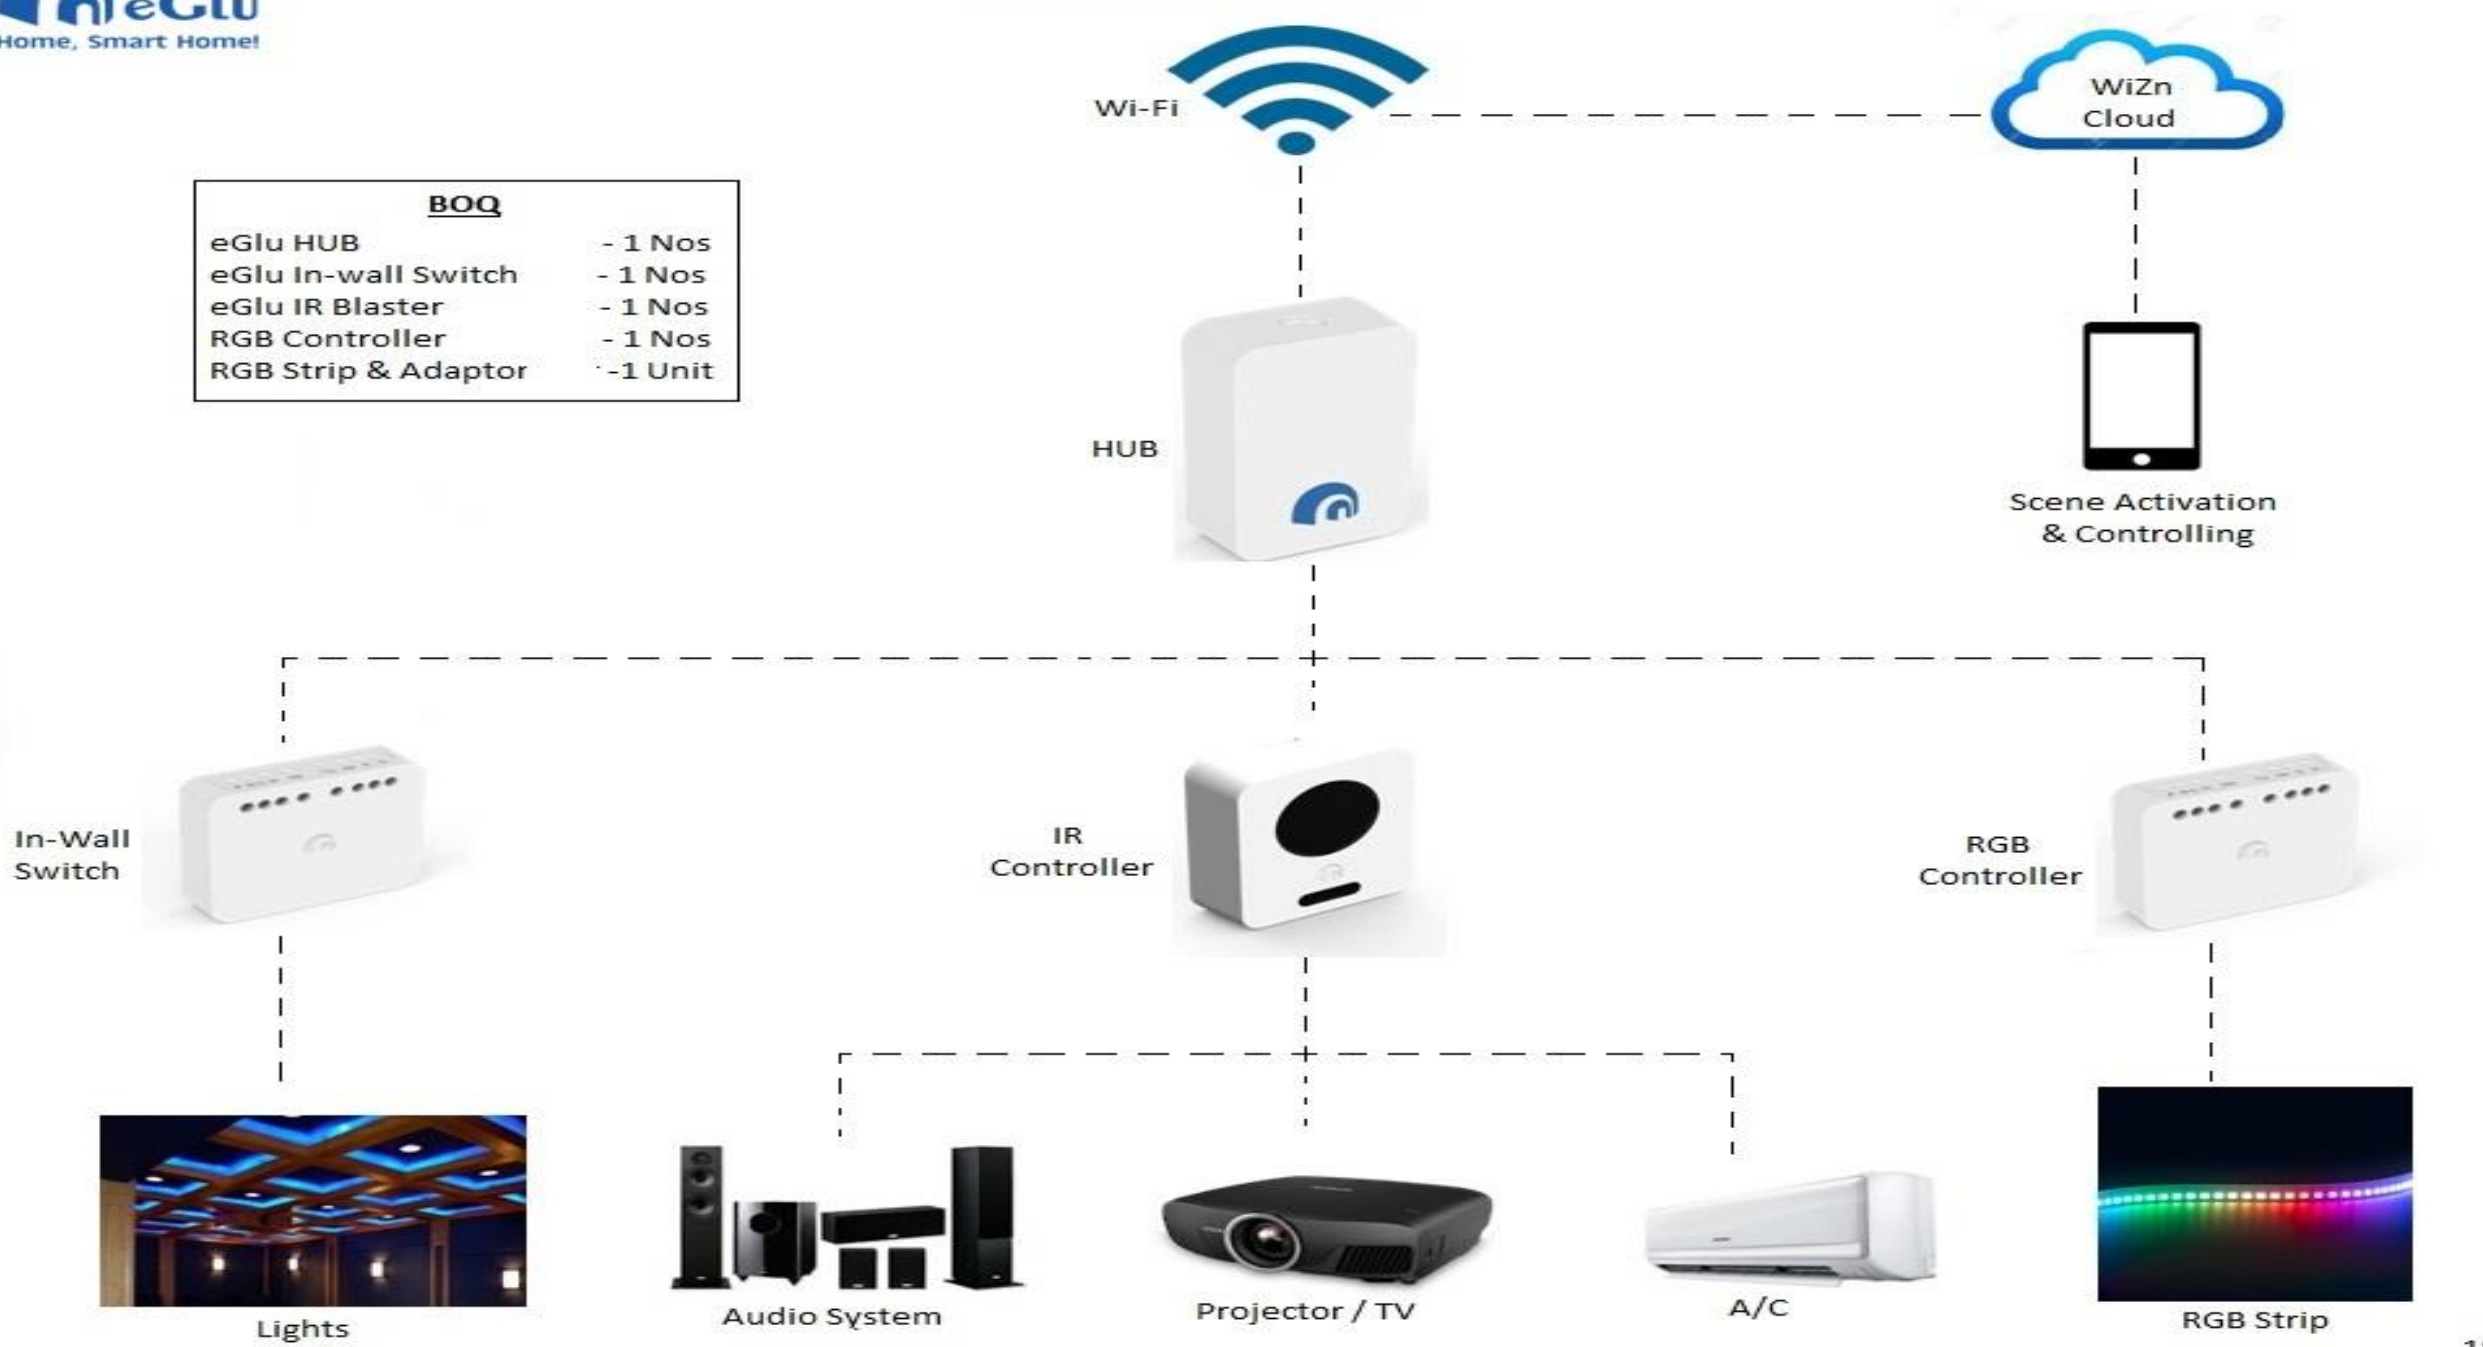 eGlu
Home, Smart Home!
Wi-Fi
WiZn
Cloud
BOQ
eGlu HUB - 1 Nos
eGlu In-wall Switch - 1 Nos
eGlu IR Blaster - 1 Nos
RGB Controller - 1 Nos
RGB Strip & Adaptor -1 Unit
HUB
Scene Activation
& Controlling
In-Wall
Switch
IR
Controller
RGB
Controller
Lights
Audio System
Projector / TV
A/C
RGB Strip